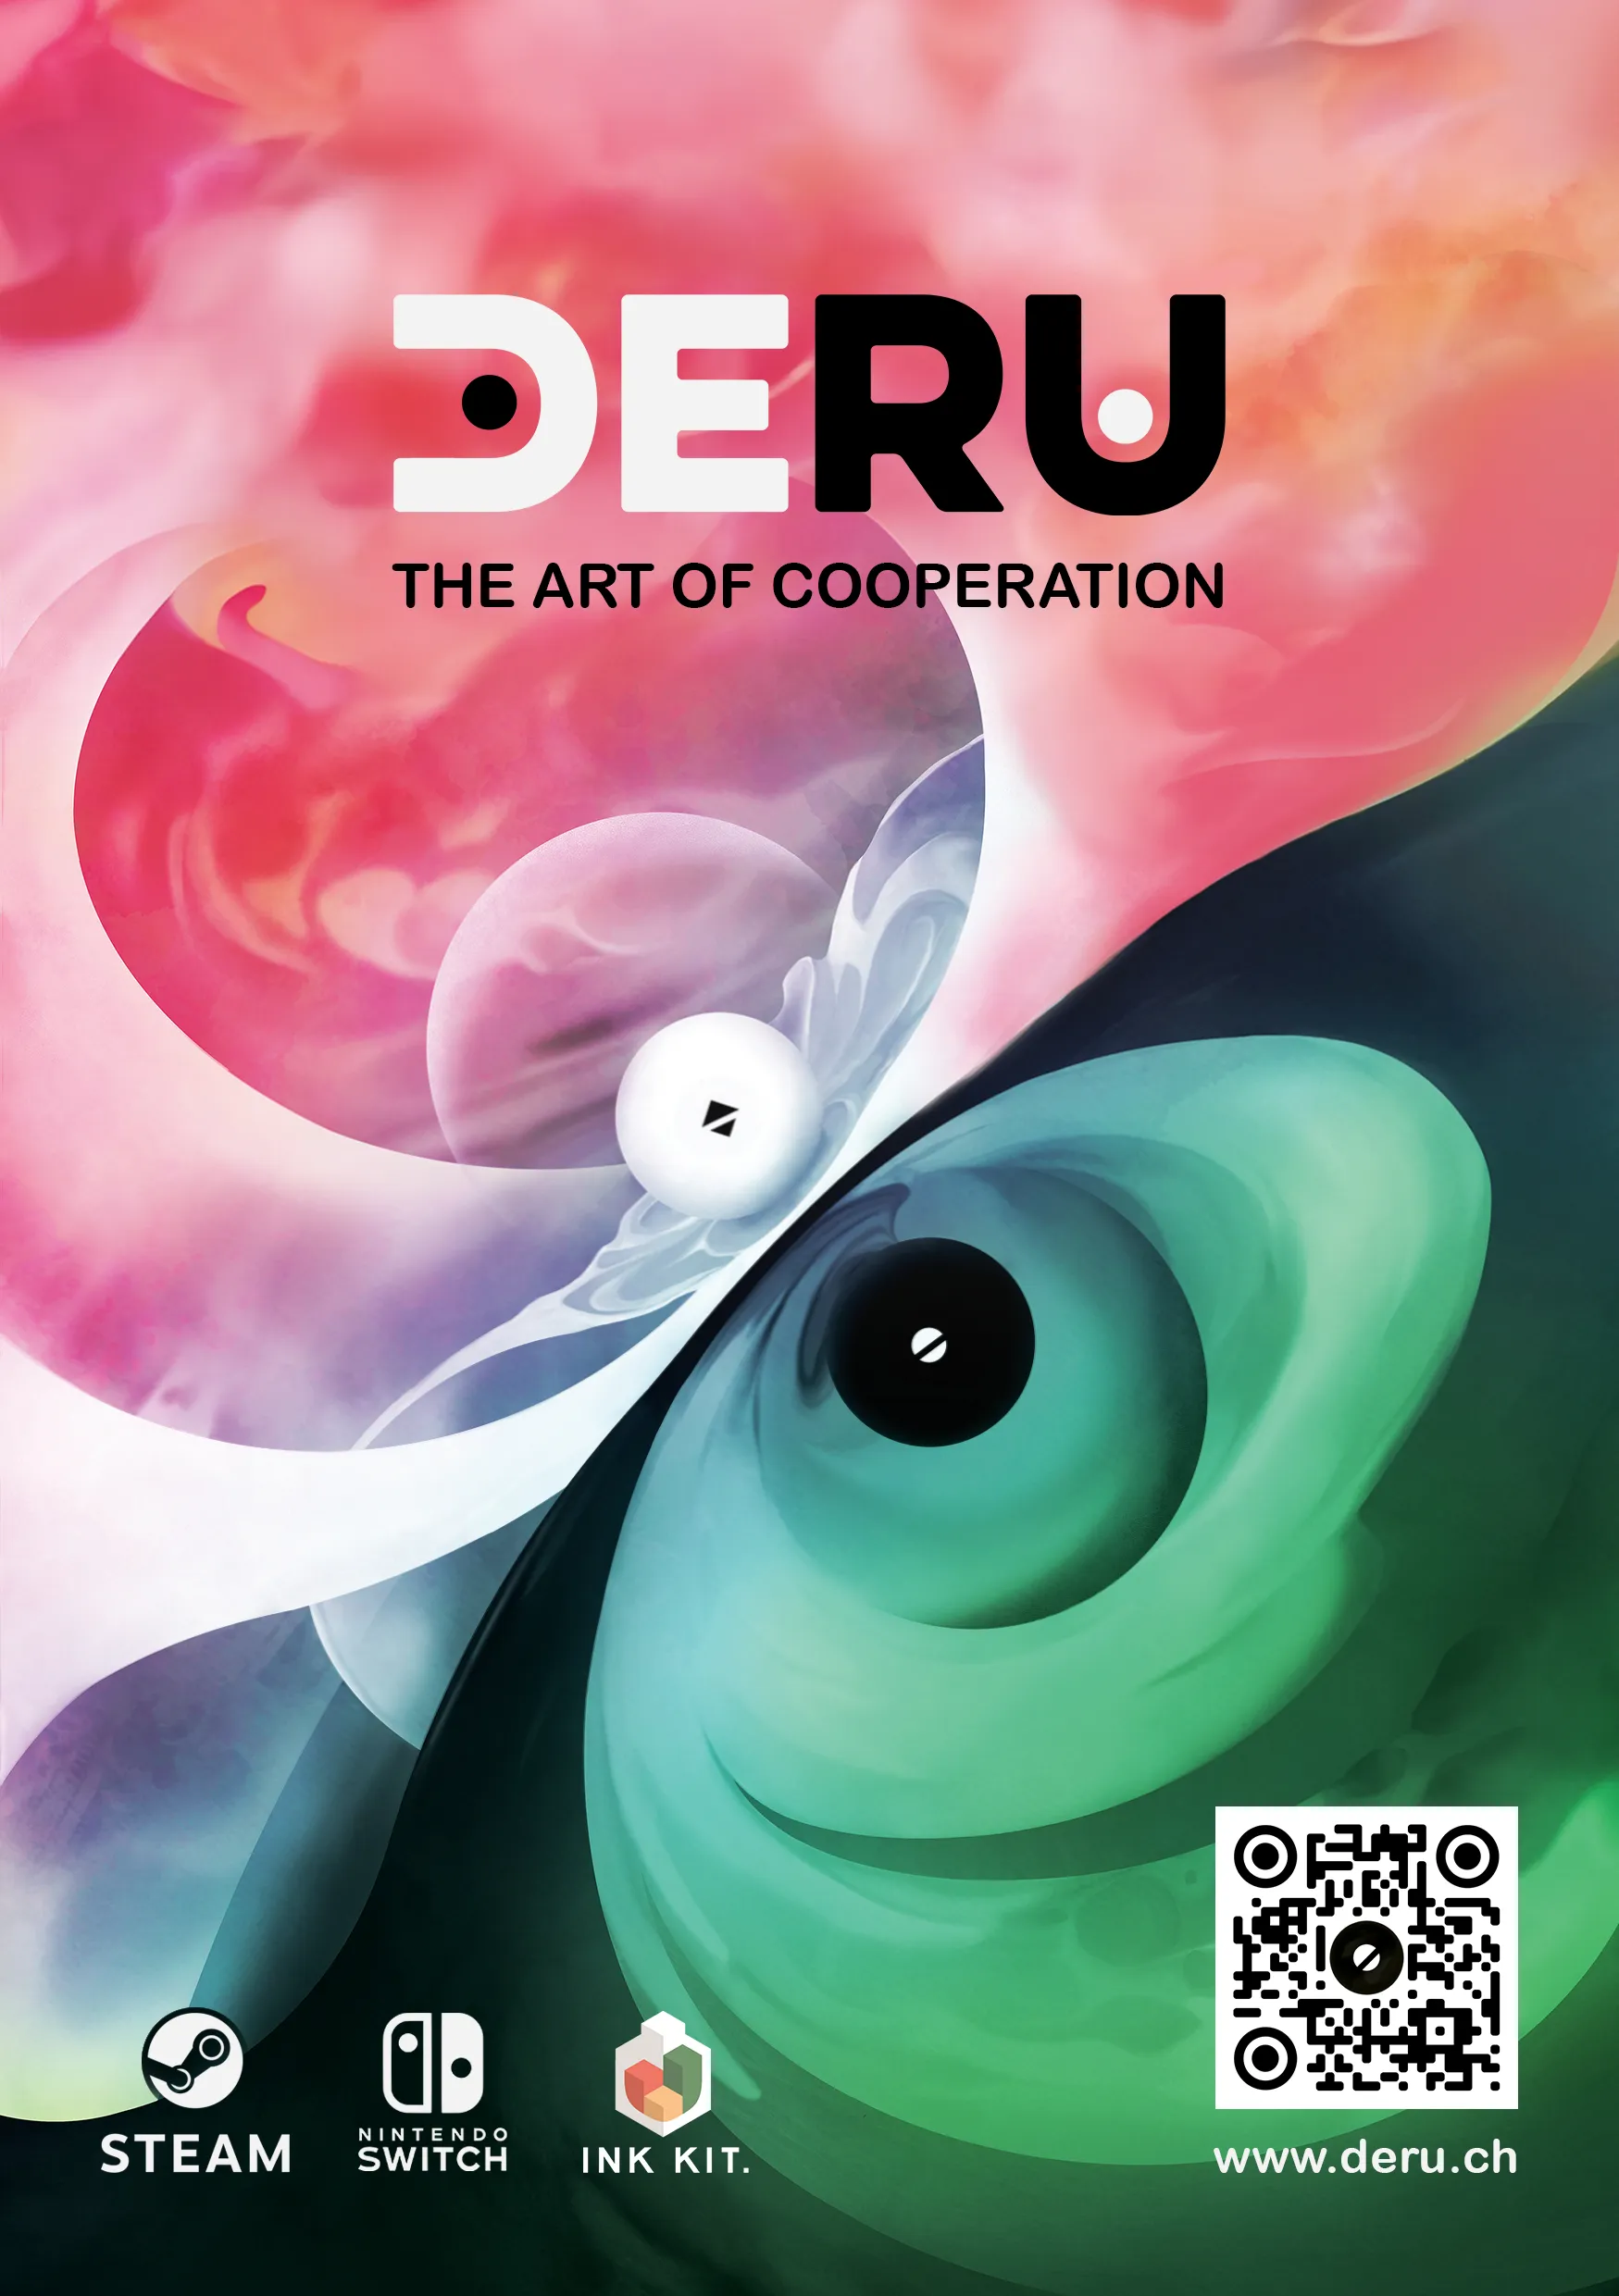 DERU
THE ART OF COOPERATION
STEAM
NINTENDO
SWITCH
INK KIT.
www.deru.ch